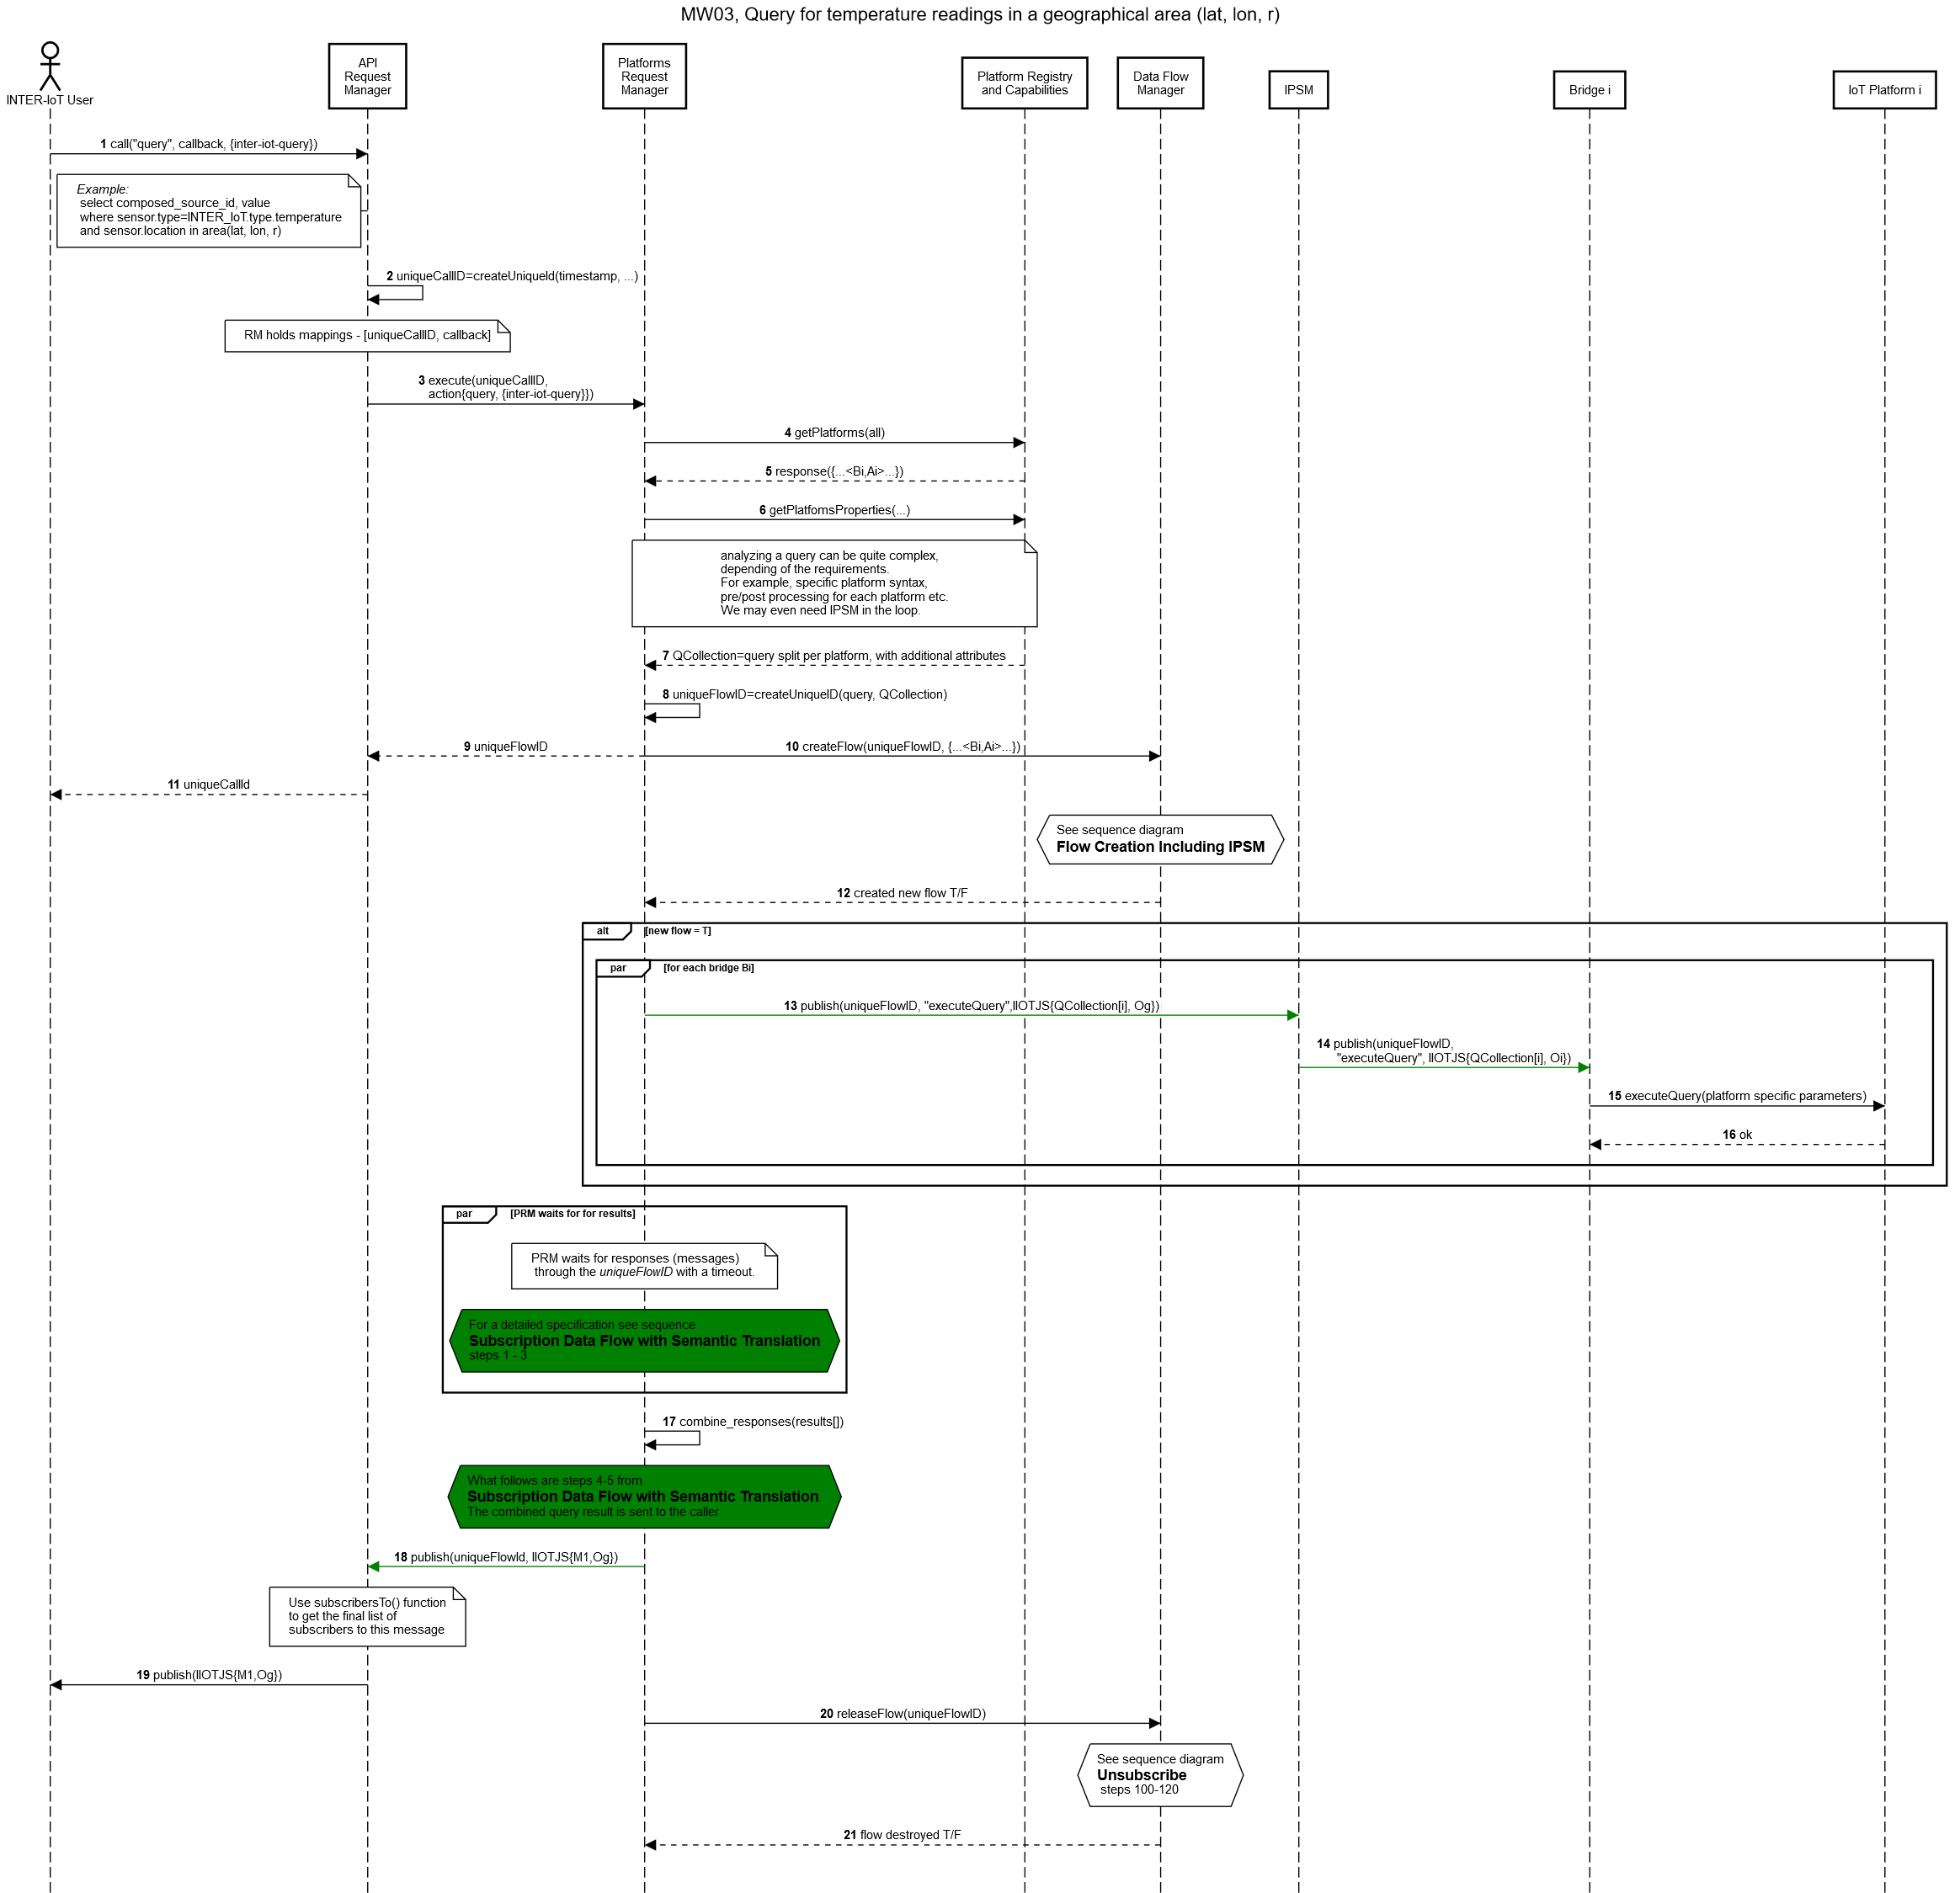 MW03, Query for temperature readings in a geographical area (lat, lon, r)
INTER-IoT User
API
Request
Manager
Platforms
Request
Manager
Platform Registry
and Capabilities
Data Flow
Manager
IPSM
Bridge i
IoT Platform i
1 call("query", callback, {inter-iot-query})
Example:
select composed_source_id, value
where sensor.type=INTER_IoT.type.temperature
and sensor.location in area(lat, lon, r)
2 uniqueCallID=createUniqueId(timestamp, ...)
RM holds mappings - [uniqueCallID, callback]
3 execute(uniqueCallID,
action{query, {inter-iot-query}})
4 getPlatforms(all)
5 response({...<Bi,Ai>...})
6 getPlatfomsProperties(...)
analyzing a query can be quite complex,
depending of the requirements.
For example, specific platform syntax,
pre/post processing for each platform etc.
We may even need IPSM in the loop.
7 QCollection=query split per platform, with additional attributes
8 uniqueFlowID=createUniqueID(query, QCollection)
9 uniqueFlowID
10 createFlow(uniqueFlowID, {...<Bi,Ai>...})
11 uniqueCallId
See sequence diagram
Flow Creation Including IPSM
12 created new flow T/F
alt [new flow = T]
par [for each bridge Bi]
13 publish(uniqueFlowID, "executeQuery",IIOTJS{QCollection[i], Og})
14 publish(uniqueFlowID,
"executeQuery", IIOTJS{QCollection[i], Oi})
15 executeQuery(platform specific parameters)
16 ok
par [PRM waits for for results]
PRM waits for responses (messages)
through the uniqueFlowID with a timeout.
For a detailed specification see sequence
Subscription Data Flow with Semantic Translation
steps 1 - 3
17 combine_responses(results[])
What follows are steps 4-5 from
Subscription Data Flow with Semantic Translation.
The combined query result is sent to the caller
18 publish(uniqueFlowId, IIOTJS{M1,Og})
Use subscribersTo() function
to get the final list of
subscribers to this message
19 publish(IIOTJS{M1,Og})
20 releaseFlow(uniqueFlowID)
See sequence diagram
Unsubscribe
steps 100-120
21 flow destroyed T/F